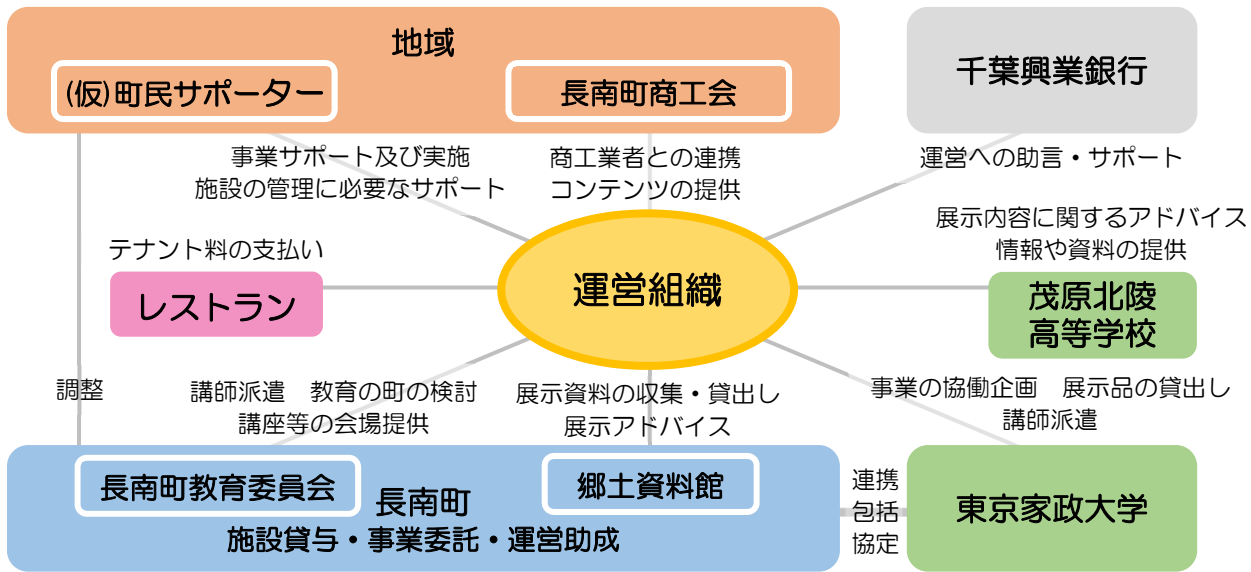 地域
(仮)町民サポーター
長南町商工会
千葉興業銀行
事業サポート及び実施
施設の管理に必要なサポート
商工業者との連携
コンテンツの提供
運営への助言・サポート
展示内容に関するアドバイス
情報や資料の提供
テナント料の支払い
レストラン
運営組織
茂原北陵
高等学校
調整
講師派遣　教育の町の検討
講座等の会場提供
展示資料の収集・貸出し
展示アドバイス
事業の協働企画　展示品の貸出し
講師派遣
長南町教育委員会
長南町
郷土資料館
施設貸与・事業委託・運営助成
連携
包括
協定
東京家政大学